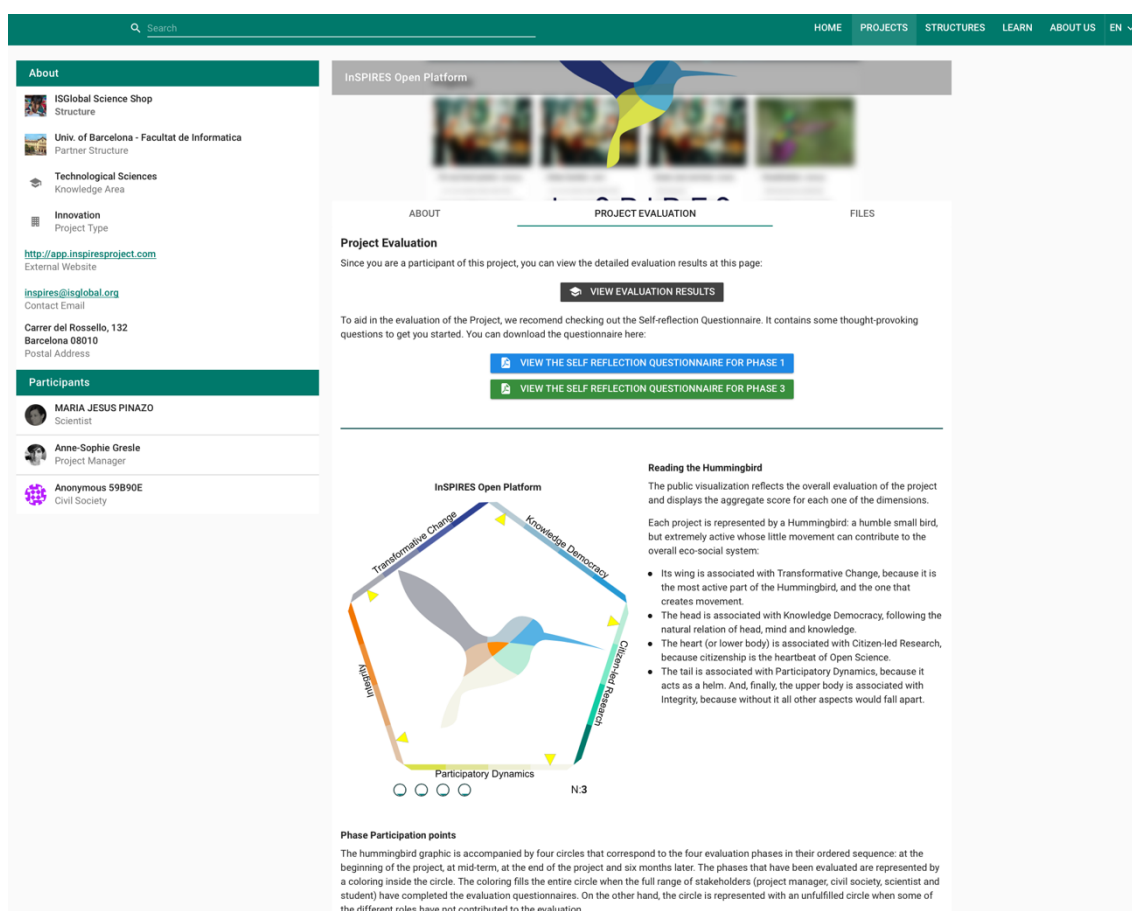 Search
HOME
PROJECTS
STRUCTURES
LEARN
ABOUT US
EN
About
ISGlobal Science Shop
Structure
Univ. of Barcelona - Facultat de Informatica
Partner Structure
Technological Sciences
Knowledge Area
Innovation
Project Type
http://app.inspiresproject.com
External Website
inspires@isglobal.org
Contact Email
Carrer del Rossello, 132
Barcelona 08010
Postal Address
Participants
MARIA JESUS PINAZO
Scientist
Anne-Sophie Gresle
Project Manager
Anonymous 59B90E
Civil Society
InSPIRES Open Platform
ABOUT
PROJECT EVALUATION
FILES
Project Evaluation
Since you are a participant of this project, you can view the detailed evaluation results at this page:
VIEW EVALUATION RESULTS
To aid in the evaluation of the Project, we recomend checking out the Self-reflection Questionnaire. It contains some thought-provoking
questions to get you started. You can download the questionnaire here:
VIEW THE SELF REFLECTION QUESTIONNAIRE FOR PHASE 1
VIEW THE SELF REFLECTION QUESTIONNAIRE FOR PHASE 3
InSPIRES Open Platform
Transformative Change
Knowledge Democracy
Citizen-led Research
Integrity
Participatory Dynamics
N:3
Reading the Hummingbird
The public visualization reflects the overall evaluation of the project
and displays the aggregate score for each one of the dimensions.
Each project is represented by a Hummingbird: a humble small bird,
but extremely active whose little movement can contribute to the
overall eco-social system:
• Its wing is associated with Transformative Change, because it is
the most active part of the Hummingbird, and the one that
creates movement.
• The head is associated with Knowledge Democracy, following the
natural relation of head, mind and knowledge.
• The heart (or lower body) is associated with Citizen-led Research,
because citizenship is the heartbeat of Open Science.
• The tail is associated with Participatory Dynamics, because it
acts as a helm. And, finally, the upper body is associated with
Integrity, because without it all other aspects would fall apart.
Phase Participation points
The hummingbird graphic is accompanied by four circles that correspond to the four evaluation phases in their ordered sequence: at the
beginning of the project, at mid-term, at the end of the project and six months later. The phases that have been evaluated are represented by
a coloring inside the circle. The coloring fills the entire circle when the full range of stakeholders (project manager, civil society, scientist and
student) have completed the evaluation questionnaires. On the other hand, the circle is represented with an unfulfilled circle when some of
the different roles have not contributed to the evaluation.